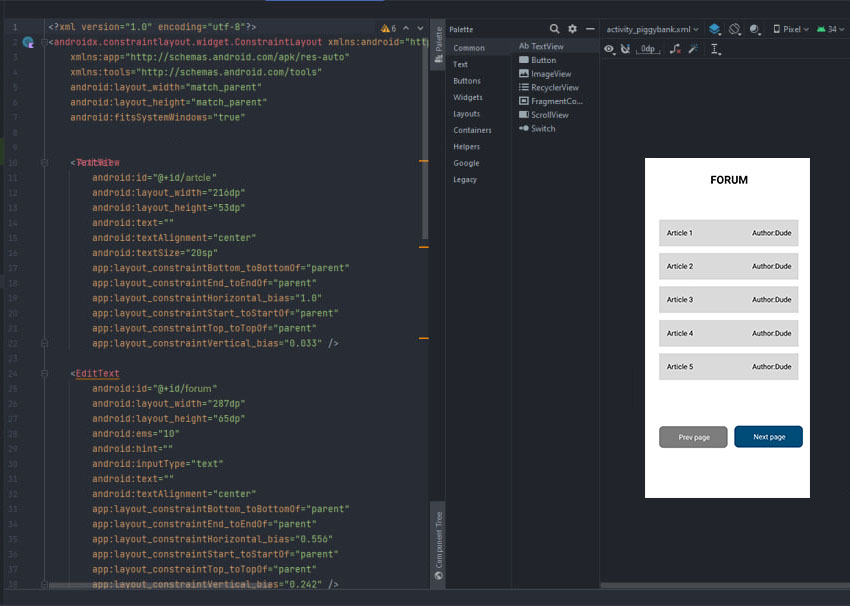 1 <?xml version="1.0" encoding="utf-8"?>
2 <androidx.constraintlayout.widget.ConstraintLayout xmlns:android="http
3 xmlns:app="http://schemas.android.com/apk/res-auto"
4 xmlns:tools="http://schemas.android.com/tools"
5 android:layout_width="match_parent"
6 android:layout_height="match_parent"
7 android:fitsSystemWindows="true"
8
9
10 <
11 android:id="@+id/artcle"
12 android:layout_width="216dp"
13 android:layout_height="53dp"
14 android:text=""
15 android:textAlignment="center"
16 android:textSize="20sp"
17 app:layout_constraintBottom_toBottomOf="parent"
18 app:layout_constraintEnd_toEndOf="parent"
19 app:layout_constraintHorizontal_bias="1.0"
20 app:layout_constraintStart_toStartOf="parent"
21 app:layout_constraintTop_toTopOf="parent"
22 app:layout_constraintVertical_bias="0.033" />
23
24 <EditText
25 android:id="@+id/forum"
26 android:layout_width="287dp"
27 android:layout_height="65dp"
28 android:ems="10"
29 android:hint=""
30 android:inputType="text"
31 android:text=""
32 android:textAlignment="center"
33 app:layout_constraintBottom_toBottomOf="parent"
34 app:layout_constraintEnd_toEndOf="parent"
35 app:layout_constraintHorizontal_bias="0.556"
36 app:layout_constraintStart_toStartOf="parent"
37 app:layout_constraintTop_toTopOf="parent"
38 app:layout_constraintVertical_bias="0.242" />
6
Palette
Component Tree
Palette
Common
Text
Buttons
Widgets
Layouts
Containers
Helpers
Google
Legacy
Ab TextView
Button
ImageView
RecyclerView
FragmentCo...
ScrollView
Switch
activity_piggybank.xml
Pixel
34
0dp
FORUM
Article 1 Author:Dude
Article 2 Author:Dude
Article 3 Author:Dude
Article 4 Author:Dude
Article 5 Author:Dude
Prev page Next page